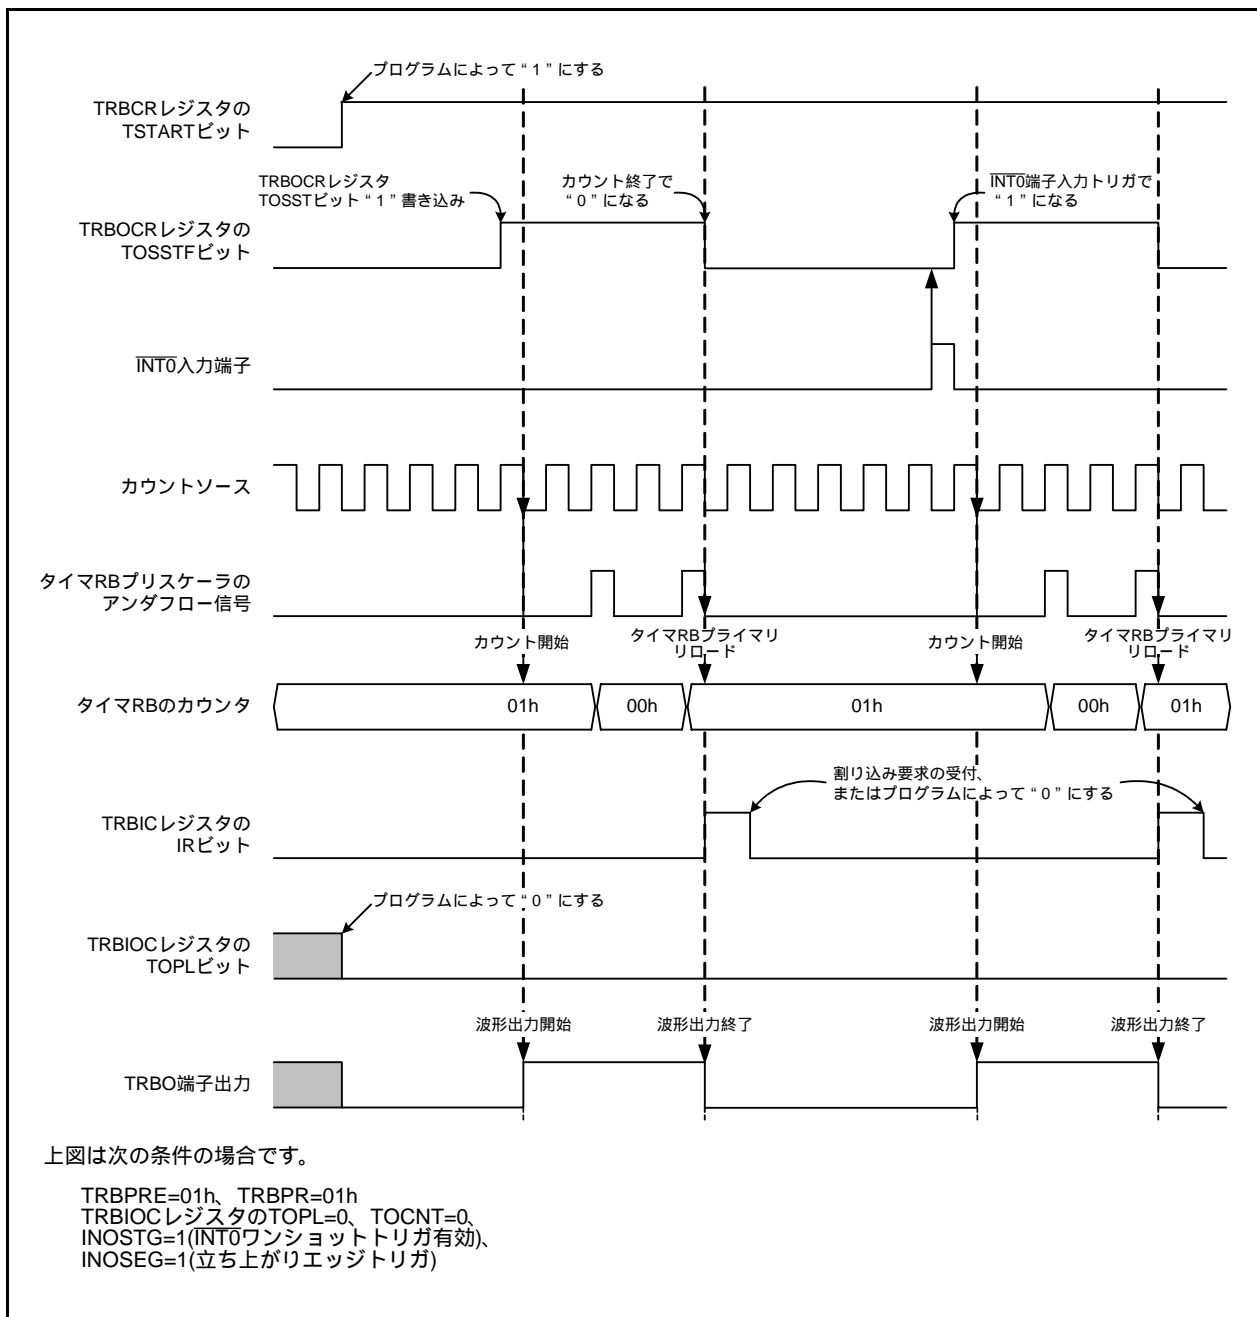 プログラムによって“1”にする
TRBCRレジスタの
TSTARTビット
TRBOCRレジスタ
TOSSTビット“1”書き込み
カウント終了で
“0”になる
INT0端子入力トリガで
“1”になる
TRBOCRレジスタの
TOSSTFビット
INT0入力端子
カウントソース
タイマRBプリスケーラの
アンダフロー信号
カウント開始
タイマRBプライマリ
リロード
カウント開始
タイマRBプライマリ
リロード
タイマRBのカウンタ
01h
00h
01h
00h
01h
割り込み要求の受付、
またはプログラムによって“0”にする
TRBICレジスタの
IRビット
プログラムによって“0”にする
TRBIOCレジスタの
TOPLビット
波形出力開始
波形出力終了
波形出力開始
波形出力終了
TRBO端子出力
上図は次の条件の場合です。
TRBPRE=01h、TRBPR=01h
TRBIOCレジスタのTOPL=0、TOCNT=0、
INOSTG=1(INT0ワンショットトリガ有効)、
INOSEG=1(立ち上がりエッジトリガ)